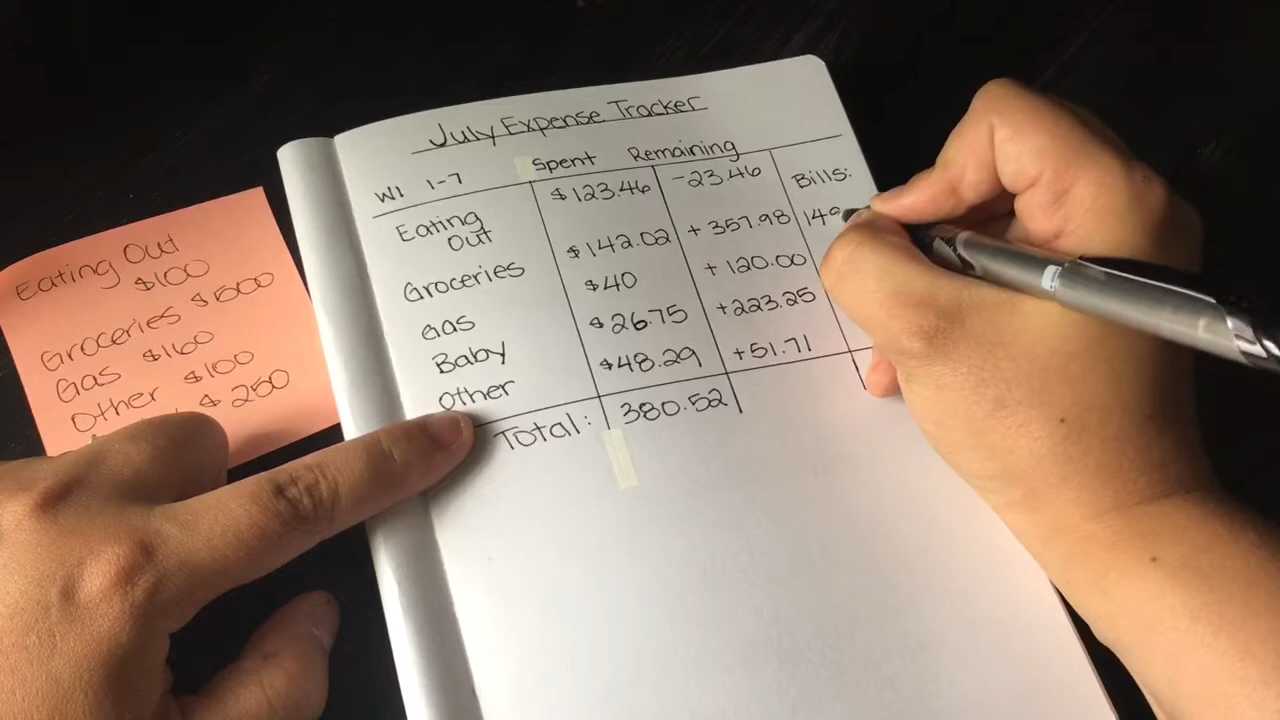 July Expense Tracker
W1 1-7 Spent Remaining
Eating Out $123.46 -23.46 Bills:
Groceries $142.02 +357.98
Gas $40 +120.00
Baby $26.75 +223.25
Other $48.29 +51.71
Total: 380.52
Eating Out
$100
Groceries $500
Gas $160
Other $100
$250